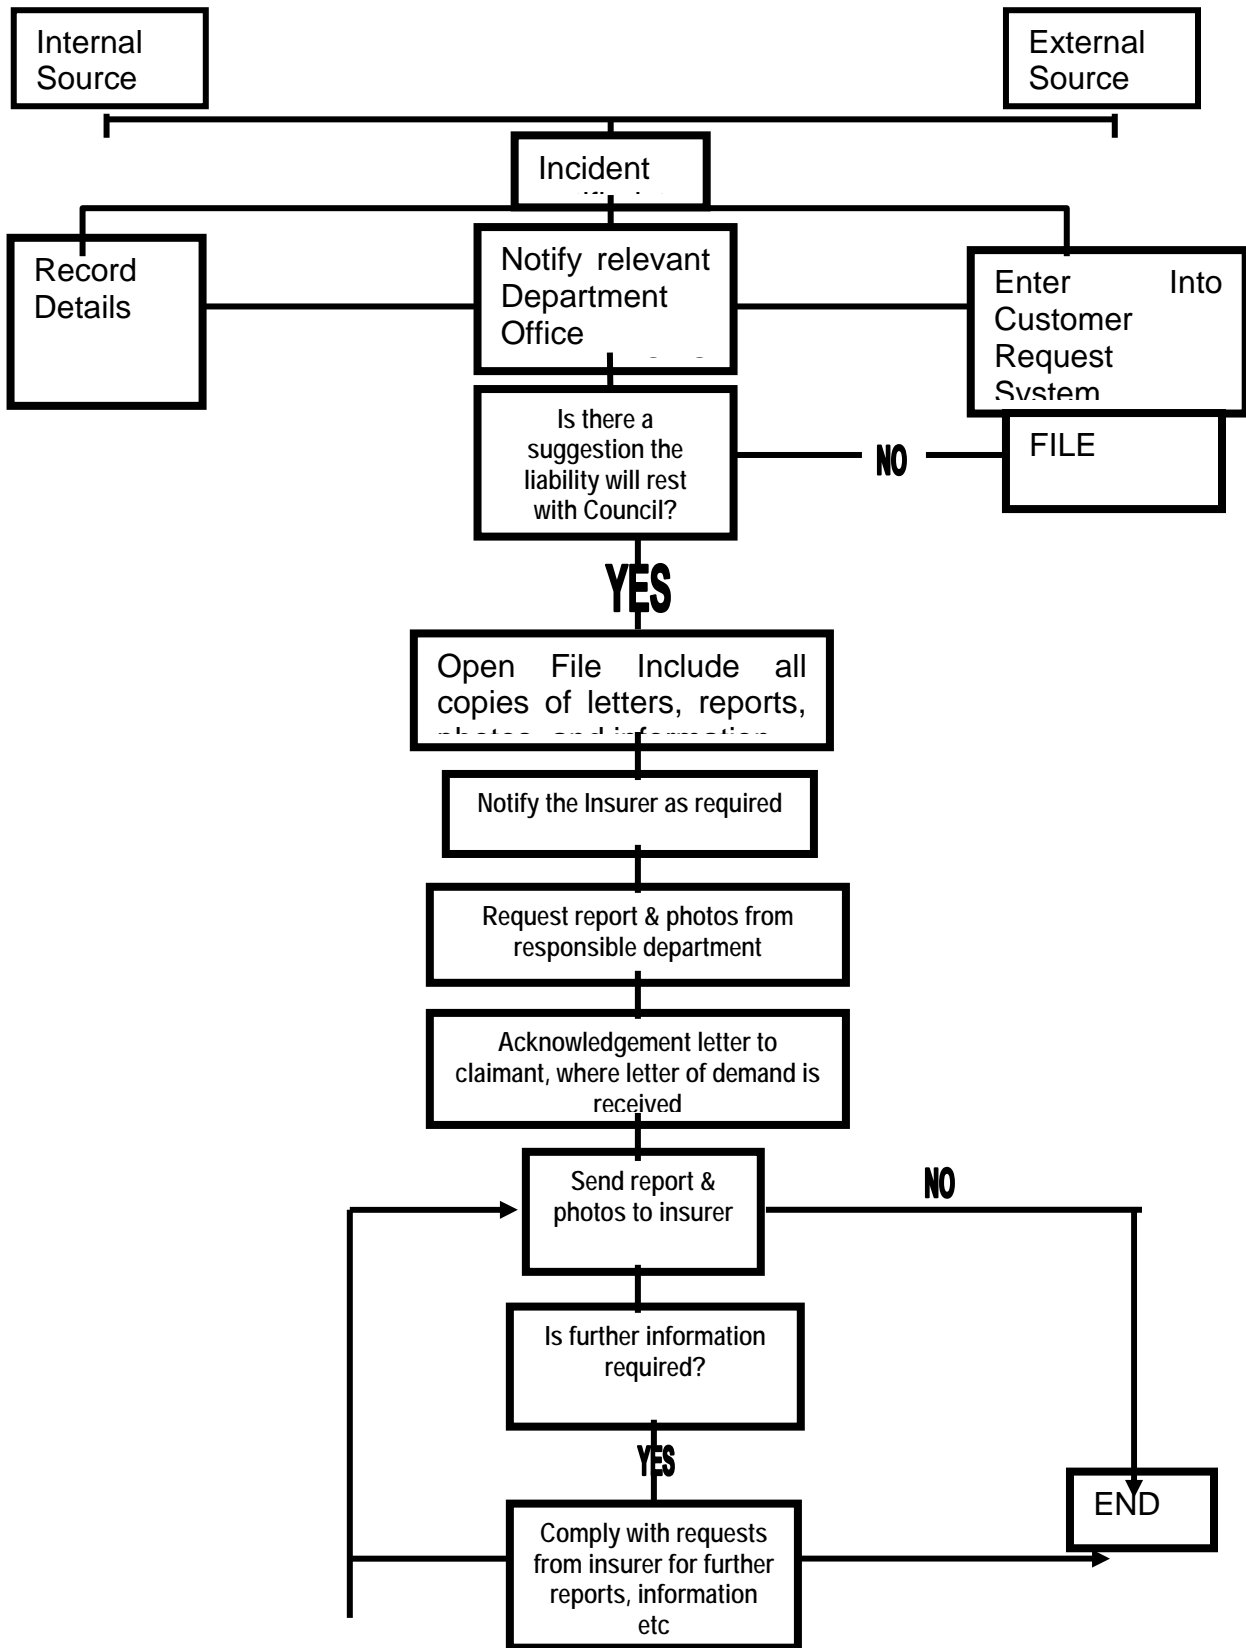 Internal
Source
External
Source
Incident
Record
Details
Notify relevant
Department
Office
Enter Into
Customer
Request
System
Is there a
suggestion the
liability will rest
with Council?
NO
FILE
YES
Open File Include all
copies of letters, reports,
photos, and information
Notify the Insurer as required
Request report & photos from
responsible department
Acknowledgement letter to
claimant, where letter of demand is
received
Send report &
photos to insurer
NO
Is further information
required?
YES
END
Comply with requests
from insurer for further
reports, information
etc